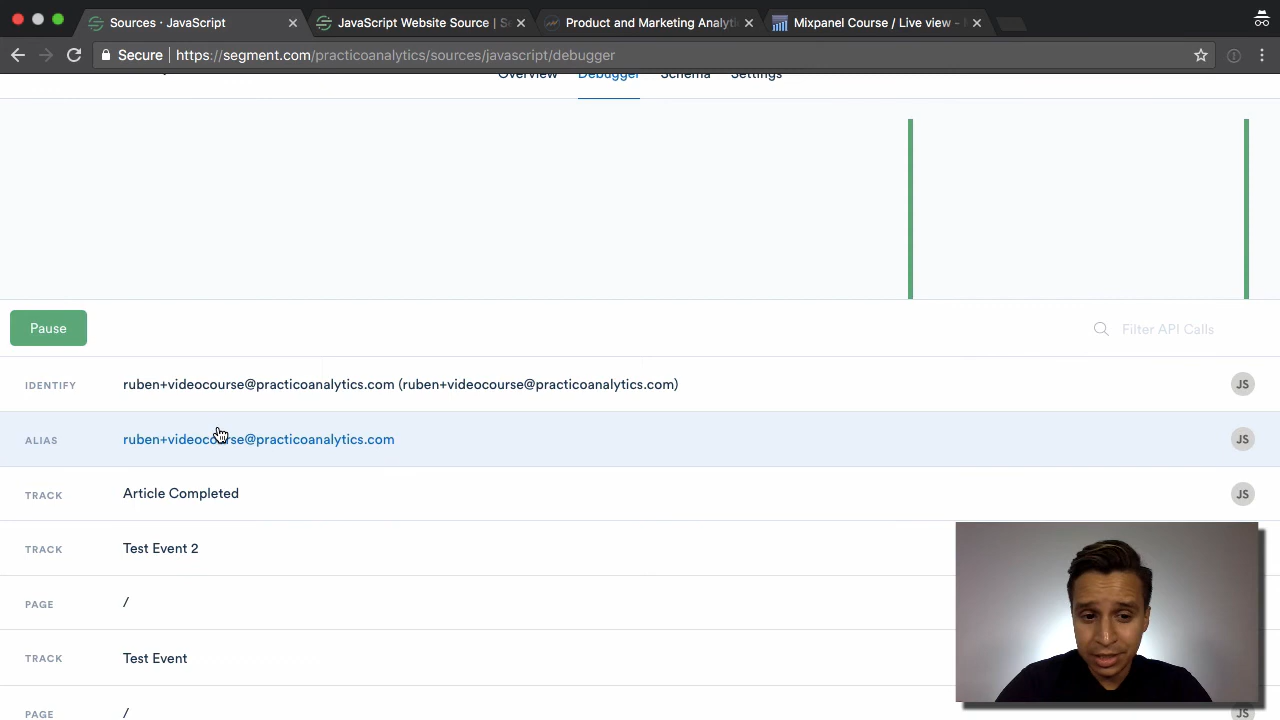 Sources · JavaScript
JavaScript Website Source | S
Product and Marketing Analyti
Mixpanel Course / Live view -
Secure https://segment.com/practicoanalytics/sources/javascript/debugger
Overview Debugger Schema Settings
Pause
Filter API Calls
IDENTIFY ruben+videocourse@practicoanalytics.com (ruben+videocourse@practicoanalytics.com) JS
ALIAS ruben+videocourse@practicoanalytics.com JS
TRACK Article Completed JS
TRACK Test Event 2
PAGE /
TRACK Test Event
PAGE / JS